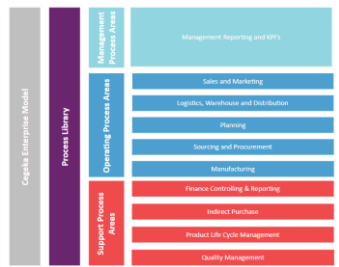 Cegeka Enterprise Model
Process Library
Management
Process Areas
Management Reporting and KPI's
Operating Process Areas
Sales and Marketing
Logistics, Warehouse and Distribution
Planning
Sourcing and Procurement
Manufacturing
Support Process
Areas
Finance Controlling & Reporting
Indirect Purchase
Product Life Cycle Management
Quality Management